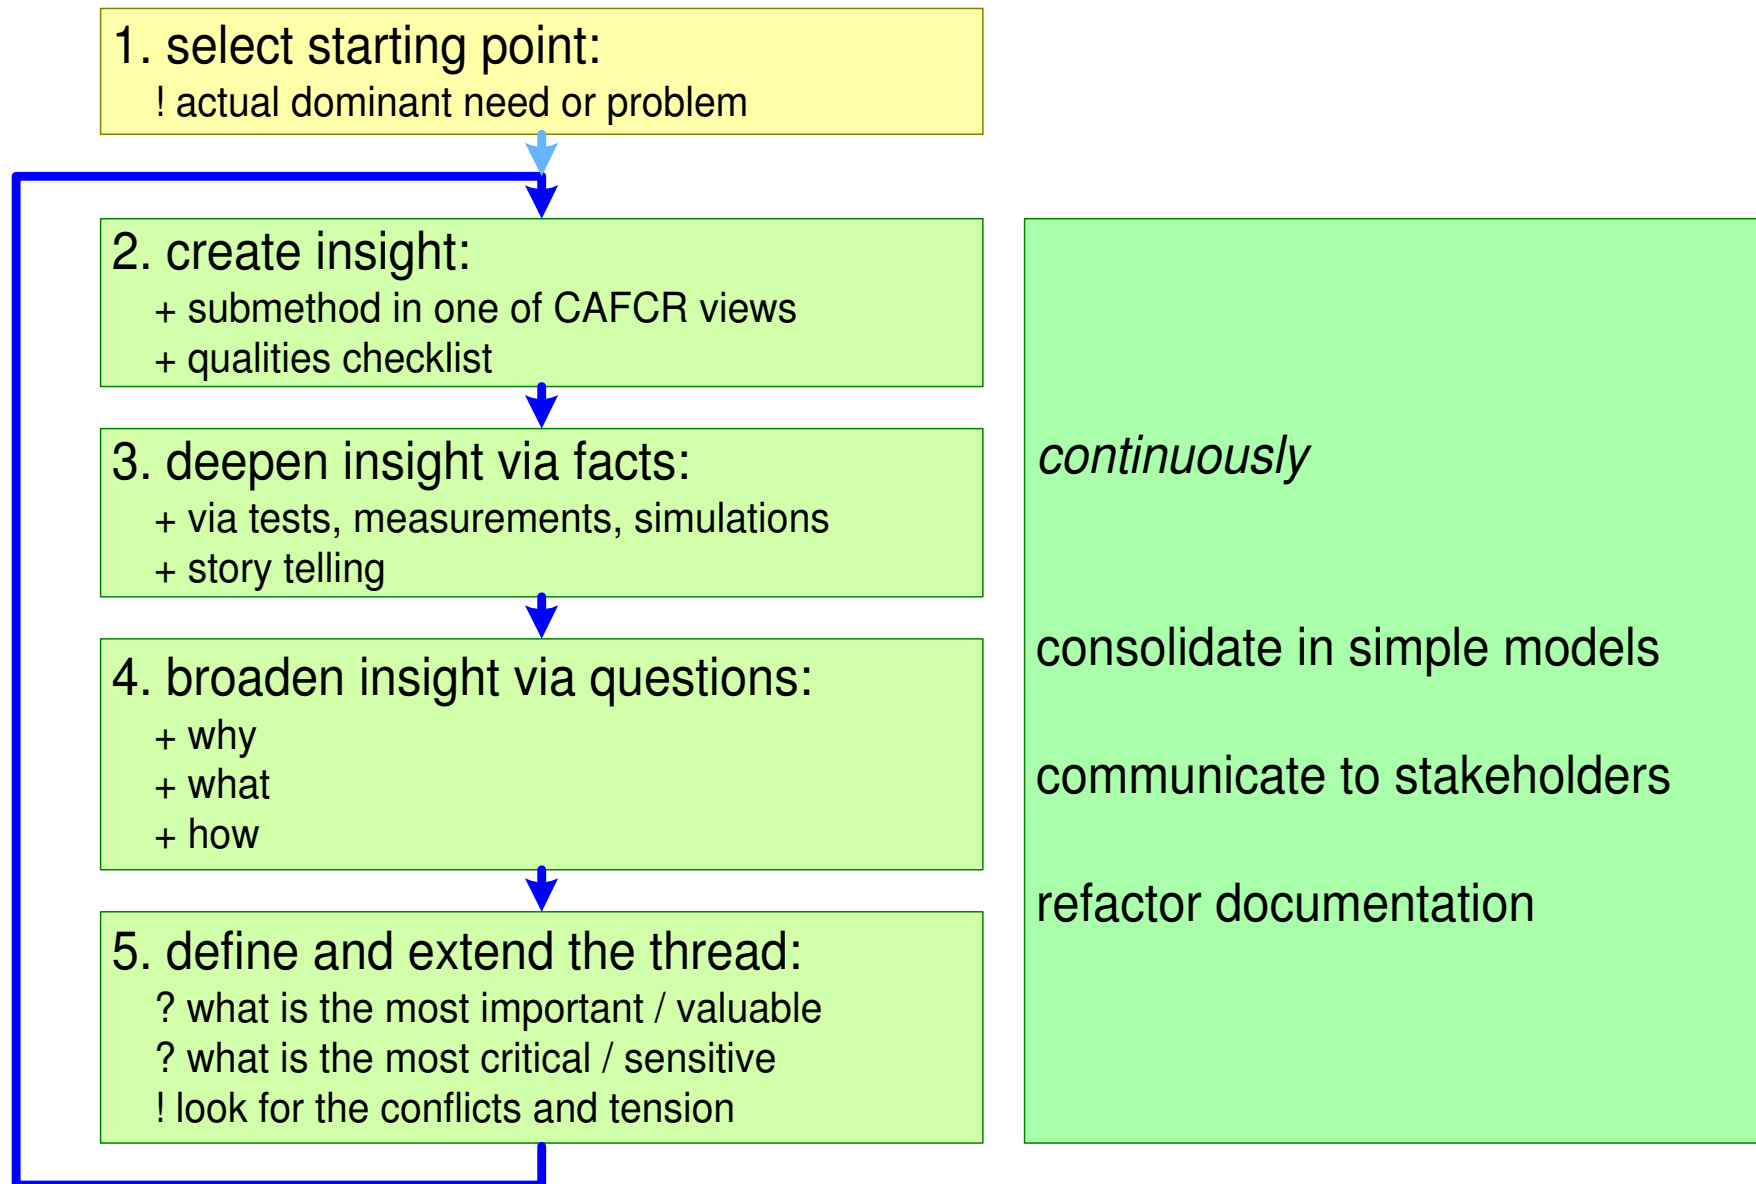 1. select starting point:
! actual dominant need or problem
2. create insight:
+ submethod in one of CAFCR views
+ qualities checklist
3. deepen insight via facts:
+ via tests, measurements, simulations
+ story telling
4. broaden insight via questions:
+ why
+ what
+ how
5. define and extend the thread:
? what is the most important / valuable
? what is the most critical / sensitive
! look for the conflicts and tension
continuously
consolidate in simple models
communicate to stakeholders
refactor documentation